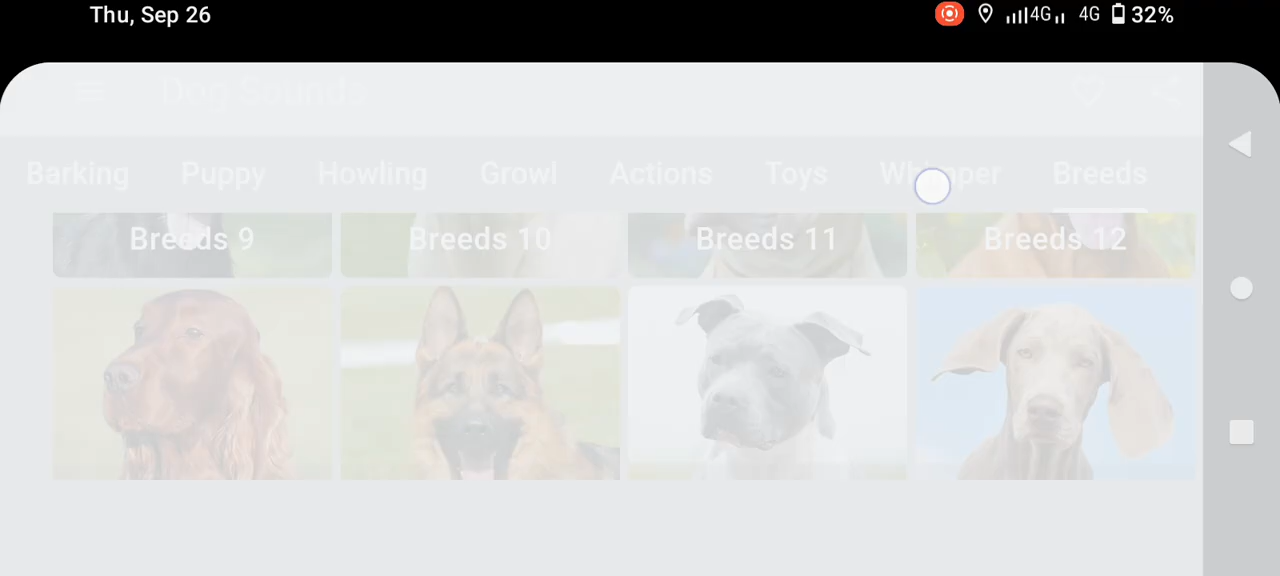 Thu, Sep 26 4G 4G 32%
Dog Sounds
Barking Puppy Howling Growl Actions Toys Whimper Breeds
Breeds 9 Breeds 10 Breeds 11 Breeds 12